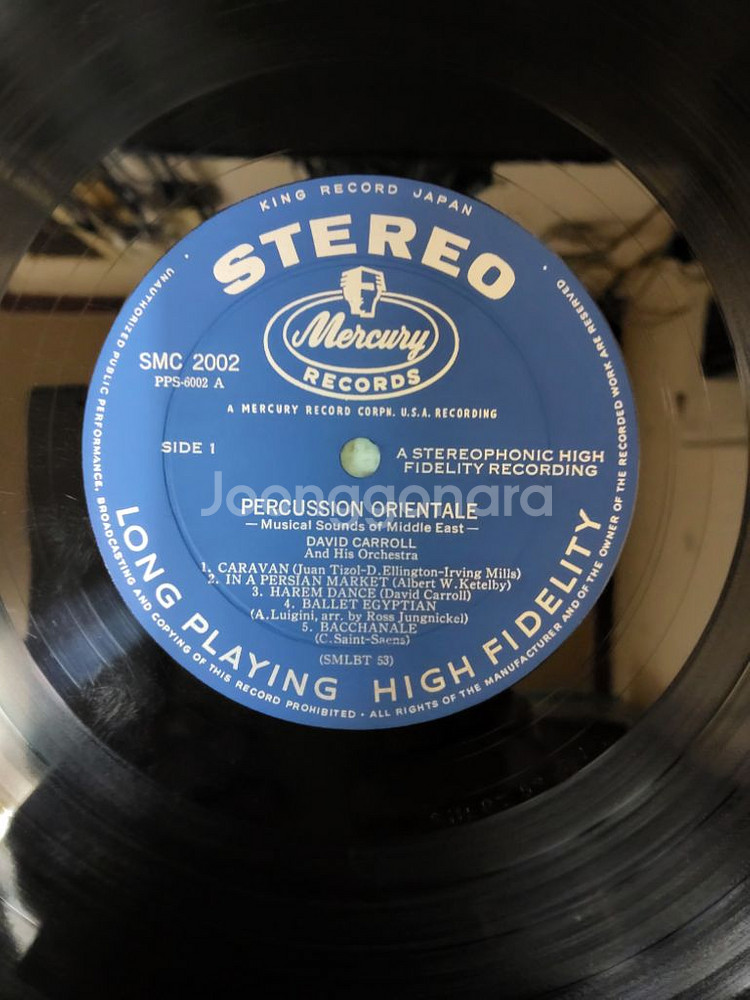 KING RECORD JAPAN
STEREO
Mercury
RECORDS
SMC 2002
PPS-6002 A
A MERCURY RECORD CORPN. U.S.A. RECORDING
SIDE 1
A STEREOPHONIC HIGH
FIDELITY RECORDING
Joonggonara
PERCUSSION ORIENTALE
—Musical Sounds of Middle East—
DAVID CARROLL
And His Orchestra
1. CARAVAN (Juan Tizol-D.Ellington-Irving Mills)
2. IN A PERSIAN MARKET (Albert W.Ketelby)
3. HAREM DANCE (David Carroll)
4. BALLET EGYPTIAN
(A.Luigini, arr. by Ross Jungnickel)
5. BACCHANALE
(C.Saint-Saens)
(SMLBT 53)
LONG PLAYING HIGH FIDELITY
UNAUTHORIZED PUBLIC PERFORMANCE, BROADCASTING AND COPYING OF THIS RECORD PROHIBITED · ALL RIGHTS OF THE MANUFACTURER AND OF THE OWNER OF THE RECORDED WORK ARE RESERVED